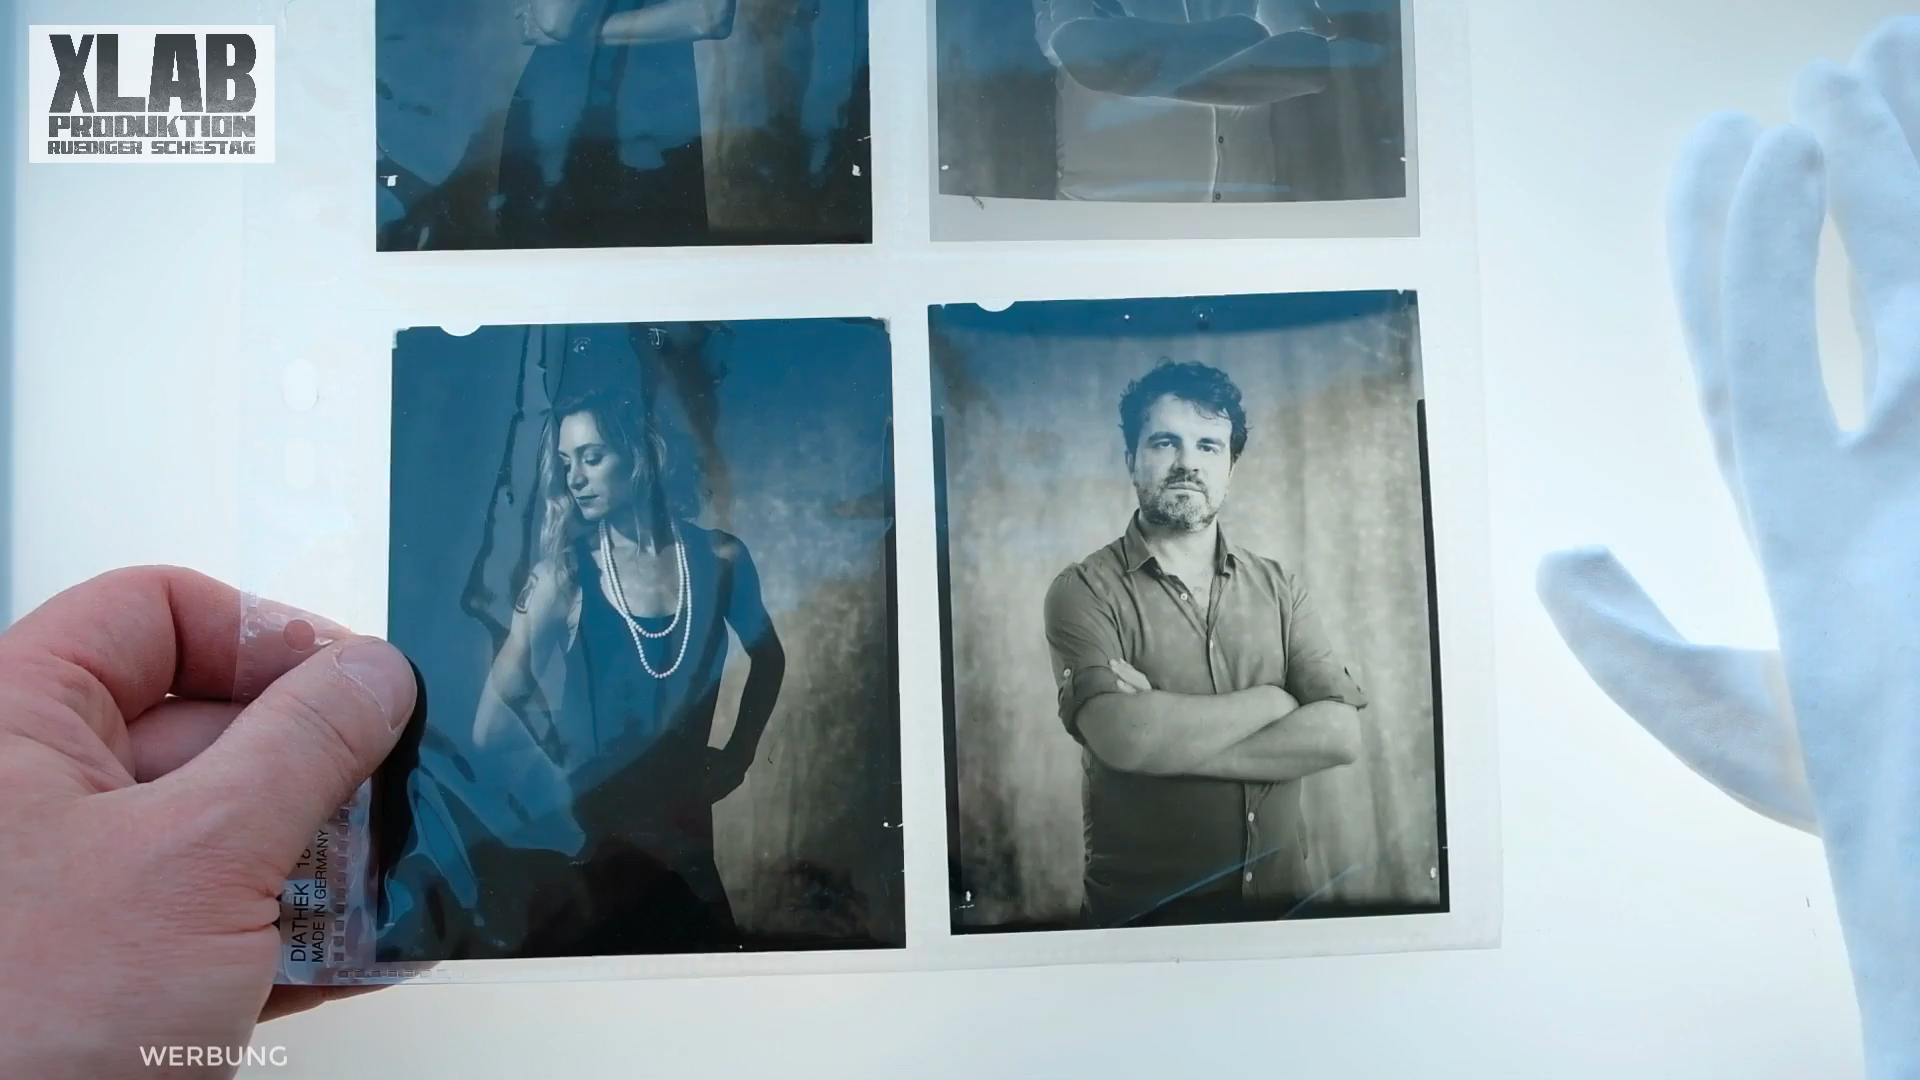 XLAB
PRODUKTION
RUEDIGER SCHESTAG
DIATHEK
MADE IN GERMANY
WERBUNG